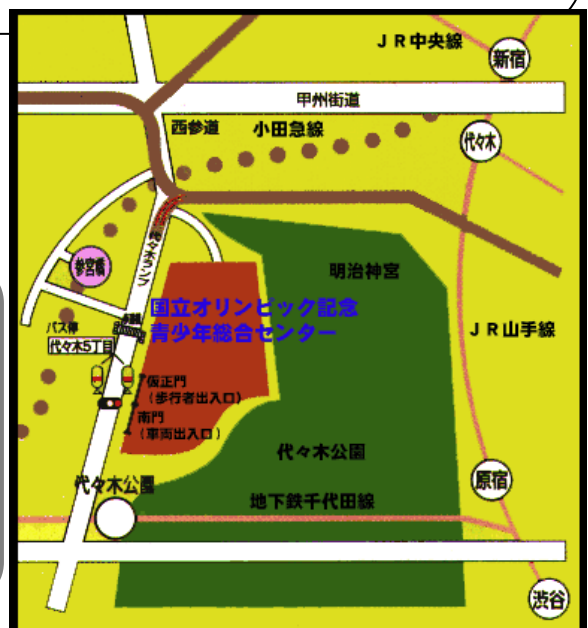 JR中央線
新宿
甲州街道
西参道
小田急線
代々木
代々木ランプ
明治神宮
参宮橋
国立オリンピック記念
青少年総合センター
JR山手線
バス停
代々木5丁目
仮正門
(歩行者出入口)
南門
(車両出入口)
代々木公園
代々木公園
原宿
地下鉄千代田線
渋谷